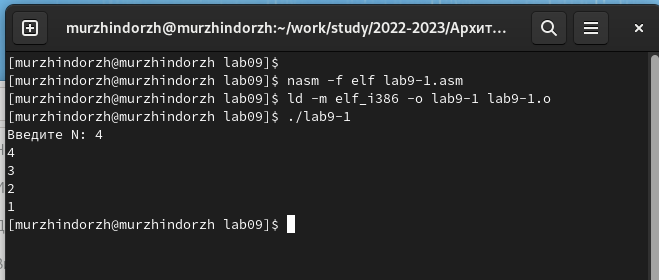 murzhindorzh@murzhindorzh:~/work/study/2022-2023/Архит...
[murzhindorzh@murzhindorzh lab09]$
[murzhindorzh@murzhindorzh lab09]$ nasm -f elf lab9-1.asm
[murzhindorzh@murzhindorzh lab09]$ ld -m elf_i386 -o lab9-1 lab9-1.o
[murzhindorzh@murzhindorzh lab09]$ ./lab9-1
Введите N: 4
4
3
2
1
[murzhindorzh@murzhindorzh lab09]$